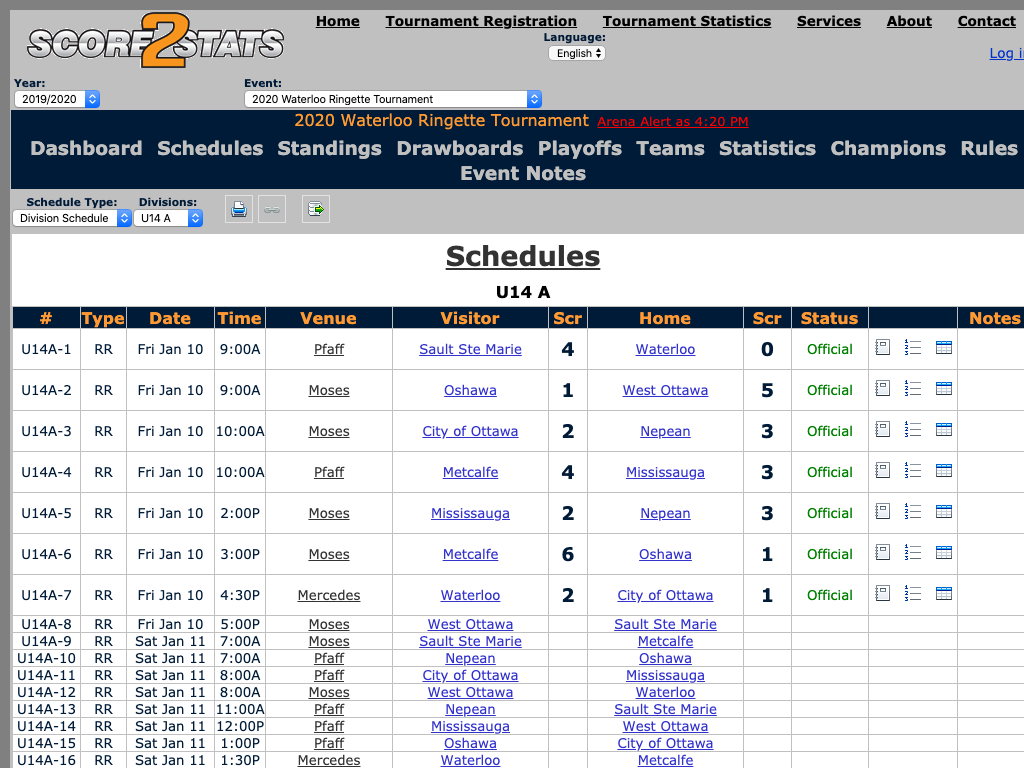 SCORE2STATS
Home Tournament Registration Tournament Statistics Services About Contact
Language:
English
Log i
Year: Event:
2019/2020 2020 Waterloo Ringette Tournament
2020 Waterloo Ringette Tournament Arena Alert as 4:20 PM
Dashboard Schedules Standings Drawboards Playoffs Teams Statistics Champions Rules
Event Notes
Schedule Type: Divisions:
Division Schedule U14 A
Schedules
U14 A
# Type Date Time Venue Visitor Scr Home Scr Status Notes
U14A-1 RR Fri Jan 10 9:00A Pfaff Sault Ste Marie 4 Waterloo 0 Official
U14A-2 RR Fri Jan 10 9:00A Moses Oshawa 1 West Ottawa 5 Official
U14A-3 RR Fri Jan 10 10:00A Moses City of Ottawa 2 Nepean 3 Official
U14A-4 RR Fri Jan 10 10:00A Pfaff Metcalfe 4 Mississauga 3 Official
U14A-5 RR Fri Jan 10 2:00P Moses Mississauga 2 Nepean 3 Official
U14A-6 RR Fri Jan 10 3:00P Moses Metcalfe 6 Oshawa 1 Official
U14A-7 RR Fri Jan 10 4:30P Mercedes Waterloo 2 City of Ottawa 1 Official
U14A-8 RR Fri Jan 10 5:00P Moses West Ottawa Sault Ste Marie
U14A-9 RR Sat Jan 11 7:00A Moses Sault Ste Marie Metcalfe
U14A-10 RR Sat Jan 11 7:00A Pfaff Nepean Oshawa
U14A-11 RR Sat Jan 11 8:00A Pfaff City of Ottawa Mississauga
U14A-12 RR Sat Jan 11 8:00A Moses West Ottawa Waterloo
U14A-13 RR Sat Jan 11 11:00A Pfaff Nepean Sault Ste Marie
U14A-14 RR Sat Jan 11 12:00P Pfaff Mississauga West Ottawa
U14A-15 RR Sat Jan 11 1:00P Pfaff Oshawa City of Ottawa
U14A-16 RR Sat Jan 11 1:30P Mercedes Waterloo Metcalfe